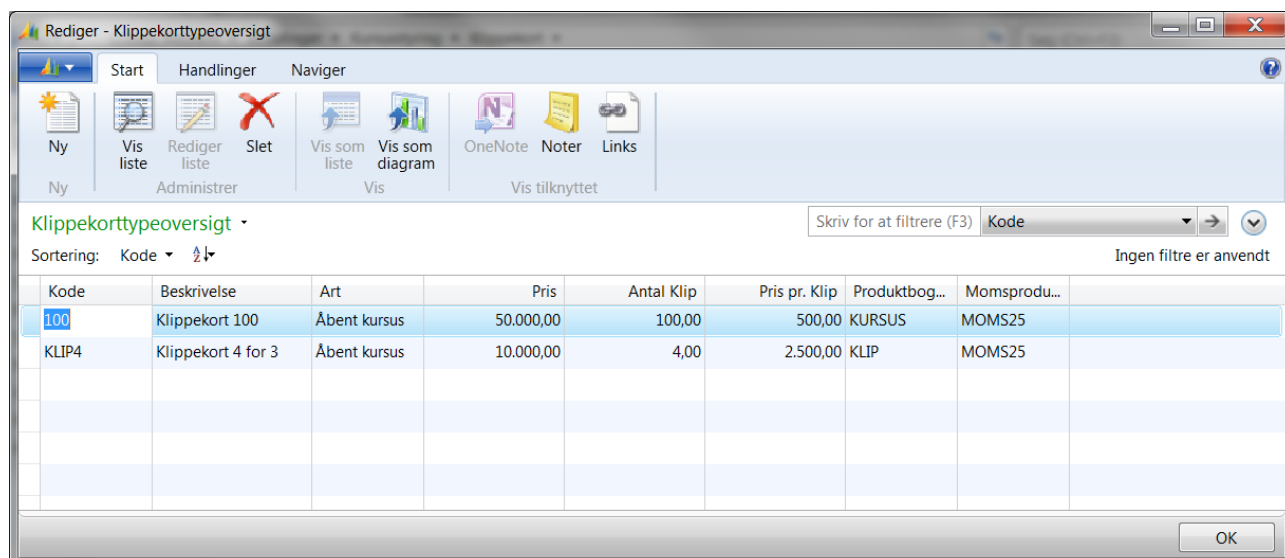 Rediger - Klippekorttypeoversigt
Start Handlinger Naviger
Ny Vis liste Rediger liste Slet Vis som liste Vis som diagram OneNote Noter Links
Ny Administrer Vis Vis tilknyttet
Klippekorttypeoversigt Skriv for at filtrere (F3) Kode
Sortering: Kode Ingen filtre er anvendt
Kode Beskrivelse Art Pris Antal Klip Pris pr. Klip Produktbog... Momsprodu...
100 Klippekort 100 Åbent kursus 50.000,00 100,00 500,00 KURSUS MOMS25
KLIP4 Klippekort 4 for 3 Åbent kursus 10.000,00 4,00 2.500,00 KLIP MOMS25
OK